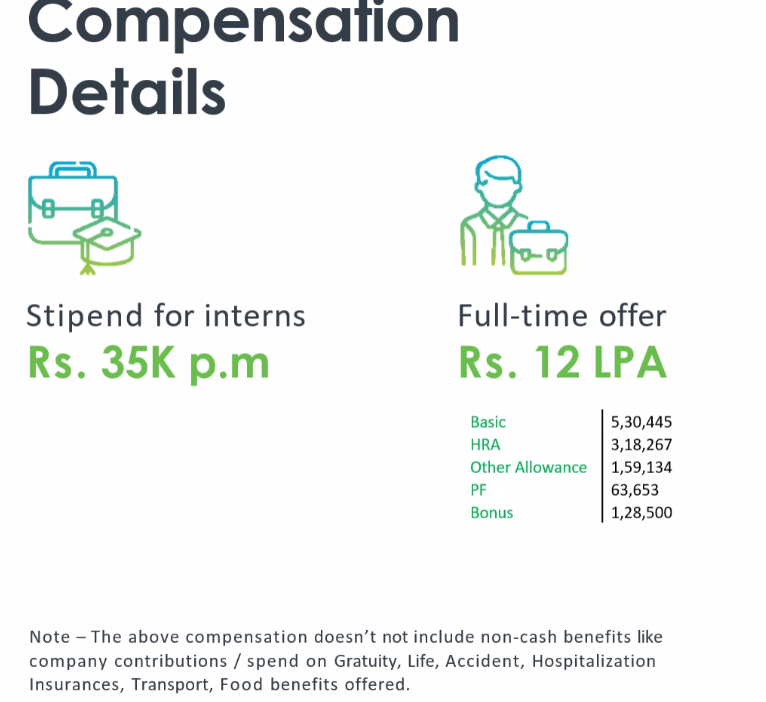 Compensation
Details
Stipend for interns
Rs. 35K p.m
Full-time offer
Rs. 12 LPA
Basic 5,30,445
HRA 3,18,267
Other Allowance 1,59,134
PF 63,653
Bonus 1,28,500
Note – The above compensation doesn't not include non-cash benefits like
company contributions / spend on Gratuity, Life, Accident, Hospitalization
Insurances, Transport, Food benefits offered.